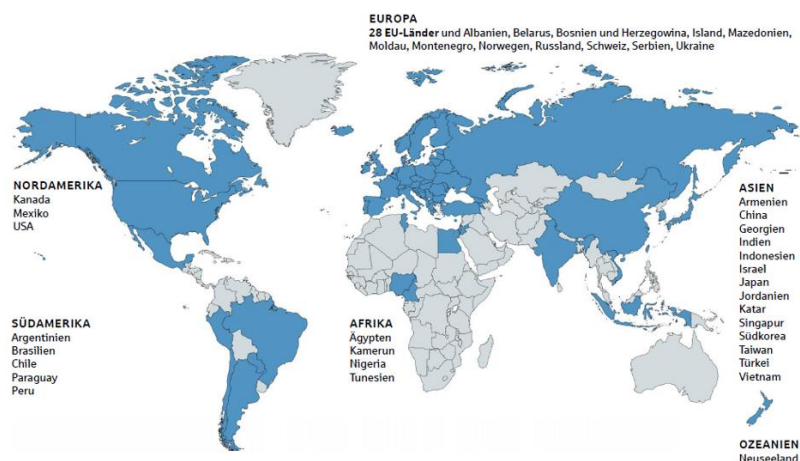 EUROPA
28 EU-Länder und Albanien, Belarus, Bosnien und Herzegowina, Island, Mazedonien,
Moldau, Montenegro, Norwegen, Russland, Schweiz, Serbien, Ukraine
NORDAMERIKA
Kanada
Mexiko
USA
SÜDAMERIKA
Argentinien
Brasilien
Chile
Paraguay
Peru
AFRIKA
Ägypten
Kamerun
Nigeria
Tunesien
ASIEN
Armenien
China
Georgien
Indien
Indonesien
Israel
Japan
Jordanien
Katar
Singapur
Südkorea
Taiwan
Türkei
Vietnam
OZEANIEN
Neuseeland